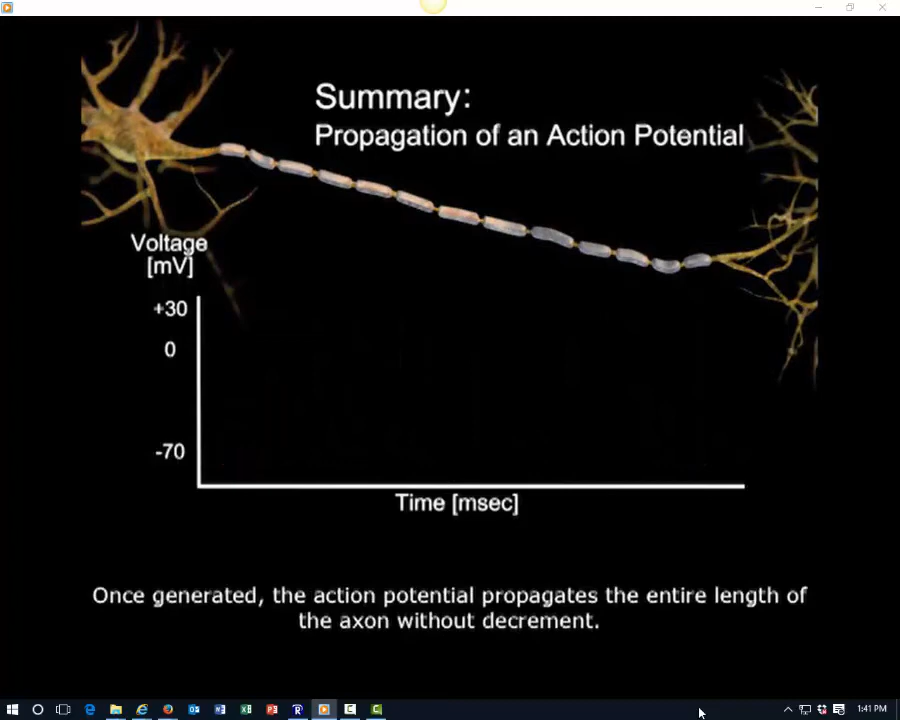 Summary:
Propagation of an Action Potential
Voltage
[mV]
+30
0
-70
Time [msec]
Once generated, the action potential propagates the entire length of
the axon without decrement.
1:41 PM